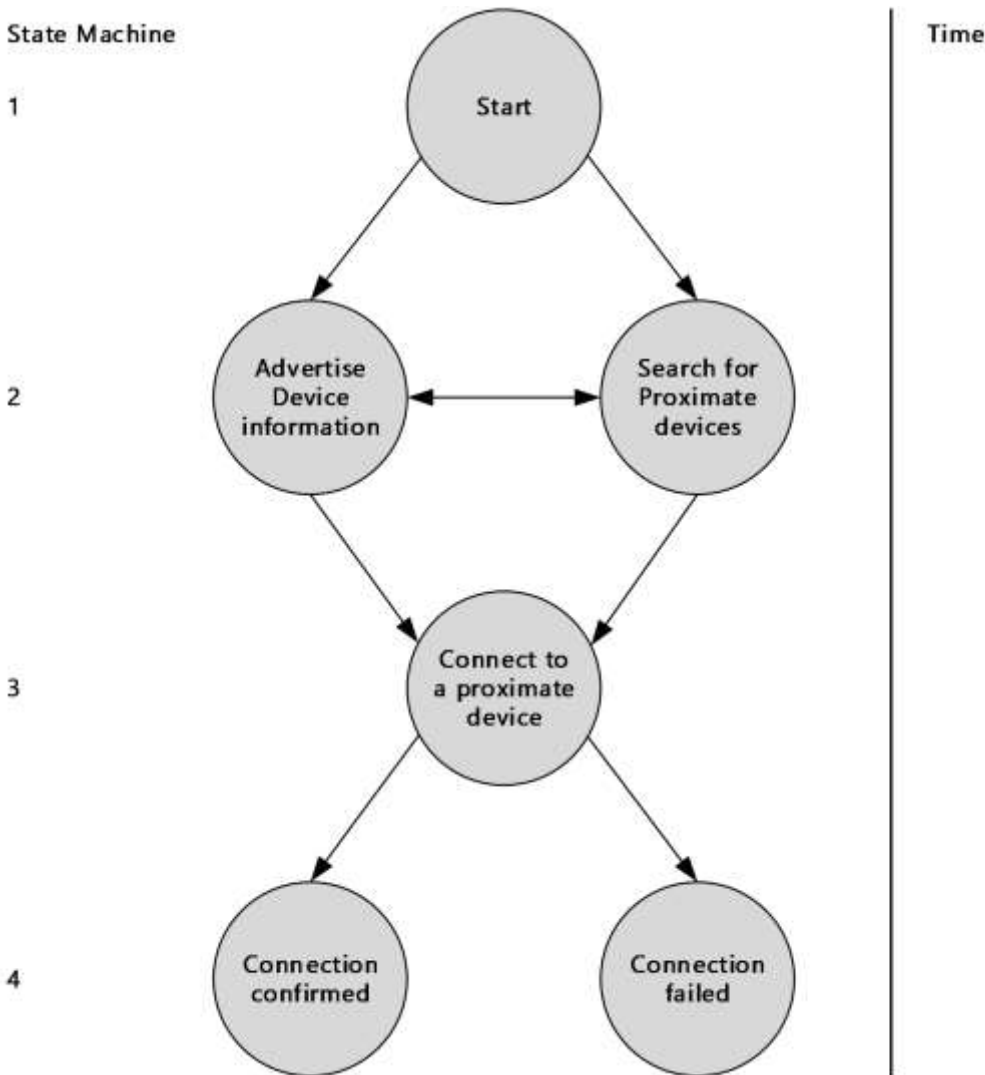 State Machine
Time
1
Start
2
Advertise
Device
information
Search for
Proximate
devices
3
Connect to
a proximate
device
4
Connection
confirmed
Connection
failed